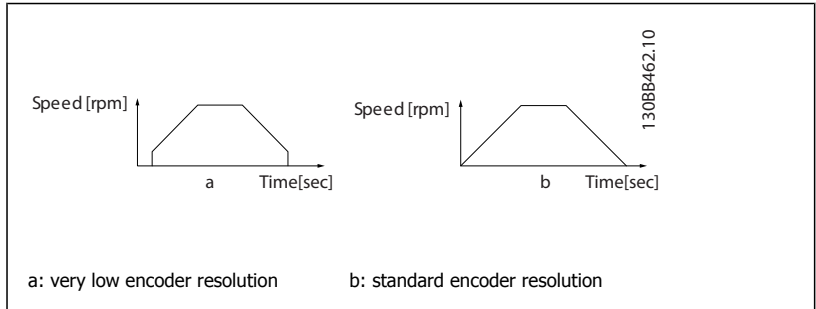 130BB462.10
Speed [rpm]
a
Time[sec]
Speed [rpm]
b
Time[sec]
a: very low encoder resolution
b: standard encoder resolution